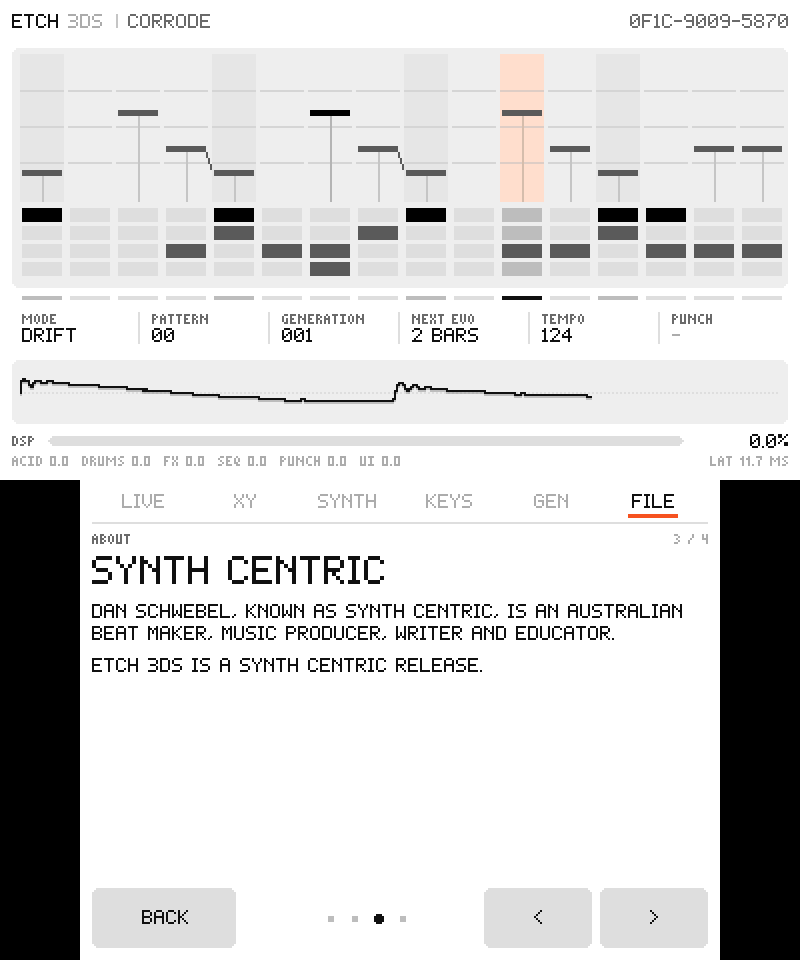 ETCH 3DS | CORRODE 0F1C-9009-5870
MODE PATTERN GENERATION NEXT EVO TEMPO PUNCH
DRIFT 00 001 2 BARS 124 -
DSP 0.0%
ACID 0.0 DRUMS 0.0 FX 0.0 SEQ 0.0 PUNCH 0.0 UI 0.0 LAT 11.7 MS
LIVE XY SYNTH KEYS GEN FILE
ABOUT 3 / 4
SYNTH CENTRIC
DAN SCHWEBEL, KNOWN AS SYNTH CENTRIC, IS AN AUSTRALIAN
BEAT MAKER, MUSIC PRODUCER, WRITER AND EDUCATOR.
ETCH 3DS IS A SYNTH CENTRIC RELEASE.
BACK < >